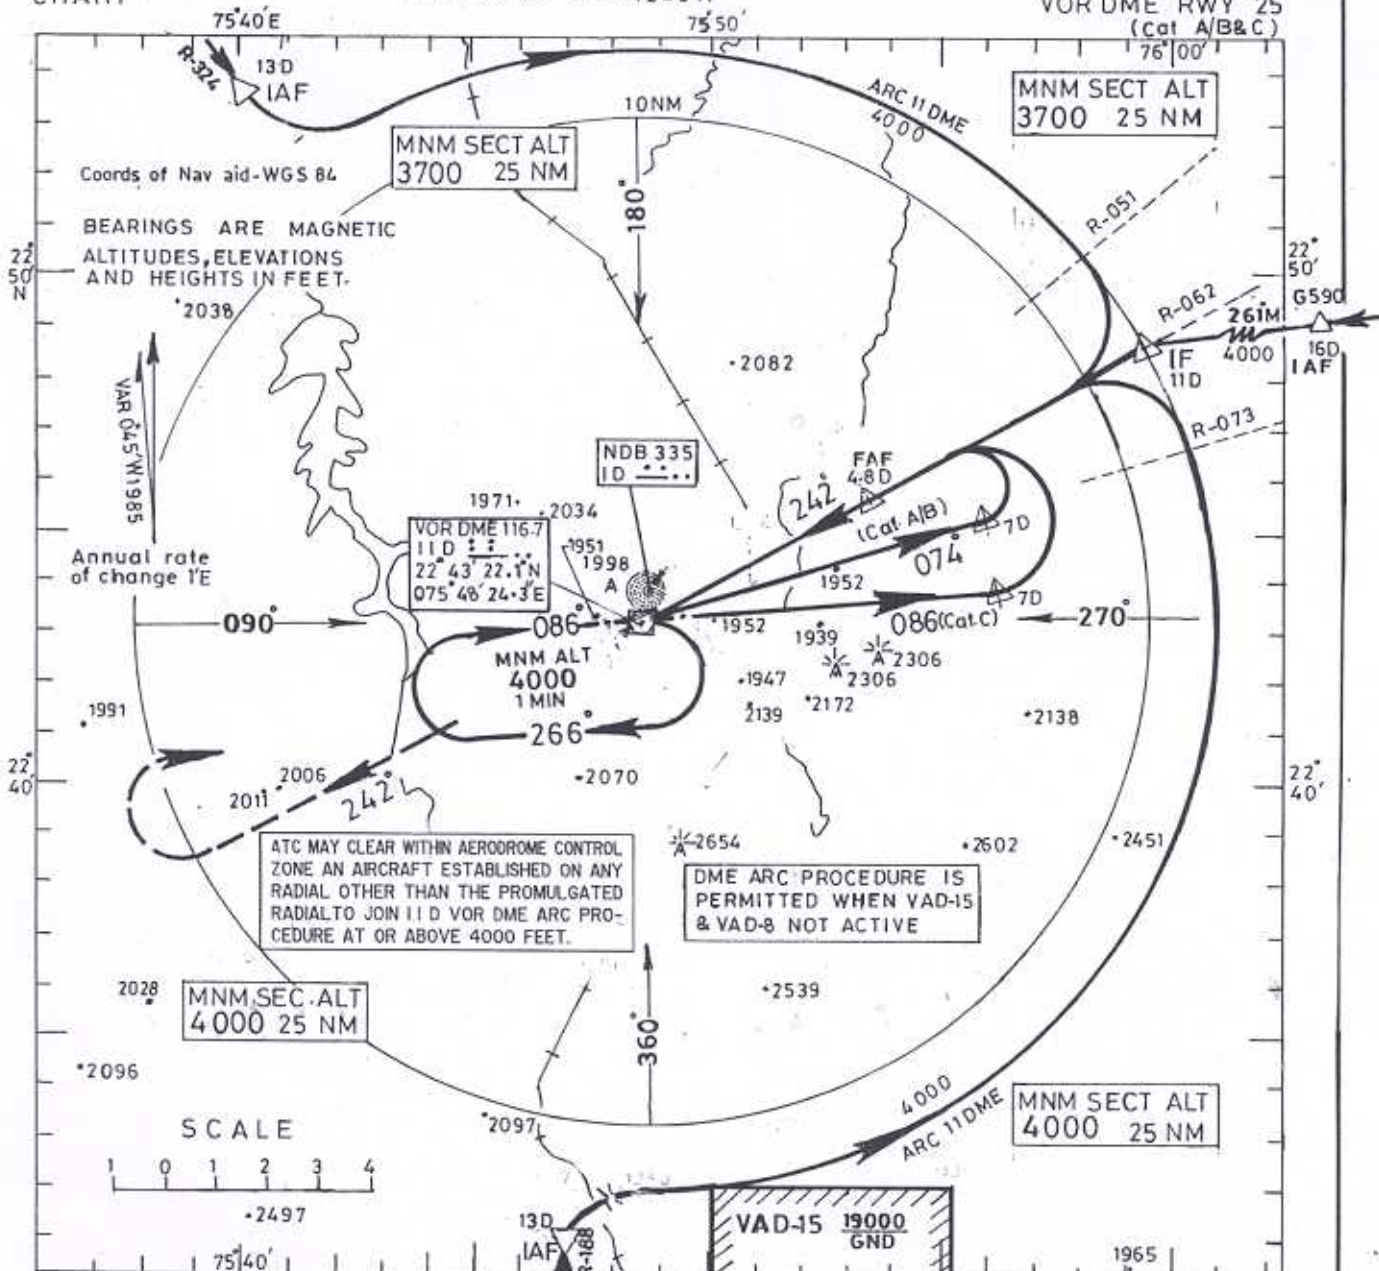 CHART
VOR DME RWY 25
(Cat A/B&C)
75°40'E
75°50'
76°00'
R-324
13D
IAF
ARC 11 DME
4000
MNM SECT ALT
3700 25 NM
10NM
MNM SECT ALT
3700 25 NM
Coords of Nav aid-WGS 84
180°
BEARINGS ARE MAGNETIC
ALTITUDES, ELEVATIONS
AND HEIGHTS IN FEET.
22°
50'
N
R-051
22°
50'
R-062
G590
261°M
4000
16D
IAF
IF
11D
2038
2082
VAR 045'W1985
R-073
NDB 335
ID
FAF
4.8D
242°
(Cat A/B)
074°
7D
1971
2034
VOR DME 116.7
IID
22° 43' 22.1"N
075° 48' 24.3"E
1951
1998
A
Annual rate
of change 1'E
1952
7D
090°
086°
1952
086°(Cat.C)
270°
1939
A
2306
A
2306
MNM ALT
4000
1 MIN
1947
2139
2172
2138
1991
266°
22°
40'
22°
40'
2006
2011
242°
2070
A
2654
2602
2451
ATC MAY CLEAR WITHIN AERODROME CONTROL
ZONE AN AIRCRAFT ESTABLISHED ON ANY
RADIAL OTHER THAN THE PROMULGATED
RADIAL TO JOIN I I D VOR DME ARC PRO-
CEDURE AT OR ABOVE 4000 FEET.
DME ARC PROCEDURE IS
PERMITTED WHEN VAD-15
& VAD-8 NOT ACTIVE
2028
MNM SEC. ALT
4000 25 NM
2539
360°
2096
2097
4000
ARC 11 DME
MNM SECT ALT
4000 25 NM
SCALE
1 0 1 2 3 4
2497
13D
IAF
R-188
VAD-15 19000
GND
75°40'
1965